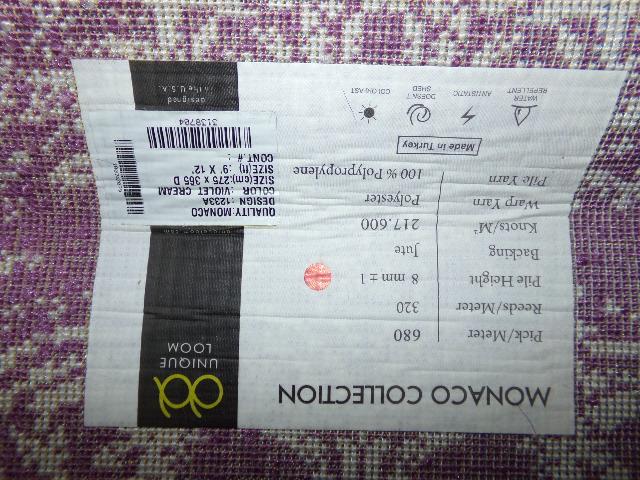 MONACO COLLECTION
Pick/Meter 680
Reeds/Meter 320
Pile Height 8 mm ± 1
Backing Jute
Knots/M² 217.600
Warp Yarn Polyester
Pile Yarn 100 % Polypropylene
Made in Turkey
WATER REPELLENT
ANTISTATIC
DOESN'T SHED
COLORFAST
UNIQUE LOOM
QUALITY:MONACO
DESIGN :1233A
COLOR :VIOLET CREAM
SIZE(cm):275 x 365 D
SIZE(ft) :9' X 12'
CONT.# :
3138704
designed
in the U.S.A.